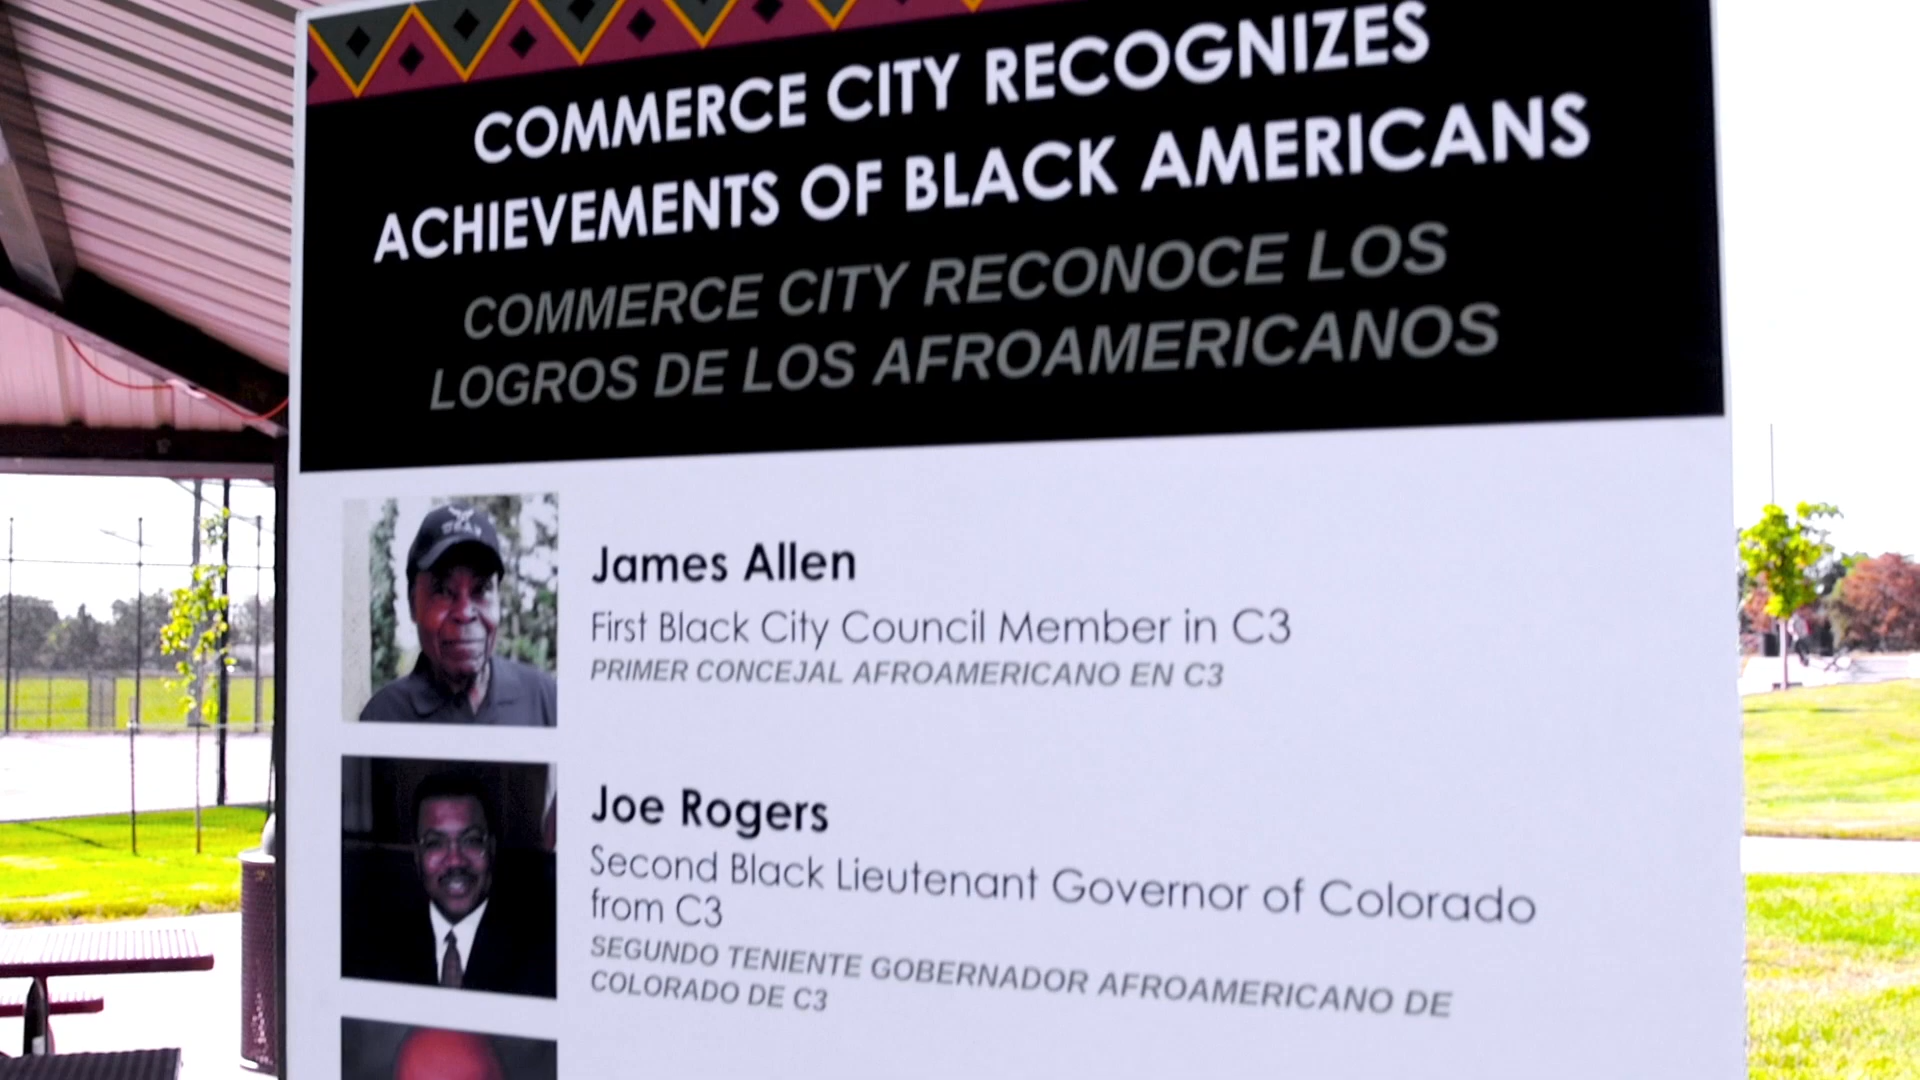 COMMERCE CITY RECOGNIZES
ACHIEVEMENTS OF BLACK AMERICANS
COMMERCE CITY RECONOCE LOS
LOGROS DE LOS AFROAMERICANOS
James Allen
First Black City Council Member in C3
PRIMER CONCEJAL AFROAMERICANO EN C3
Joe Rogers
Second Black Lieutenant Governor of Colorado
from C3
SEGUNDO TENIENTE GOBERNADOR AFROAMERICANO DE
COLORADO DE C3